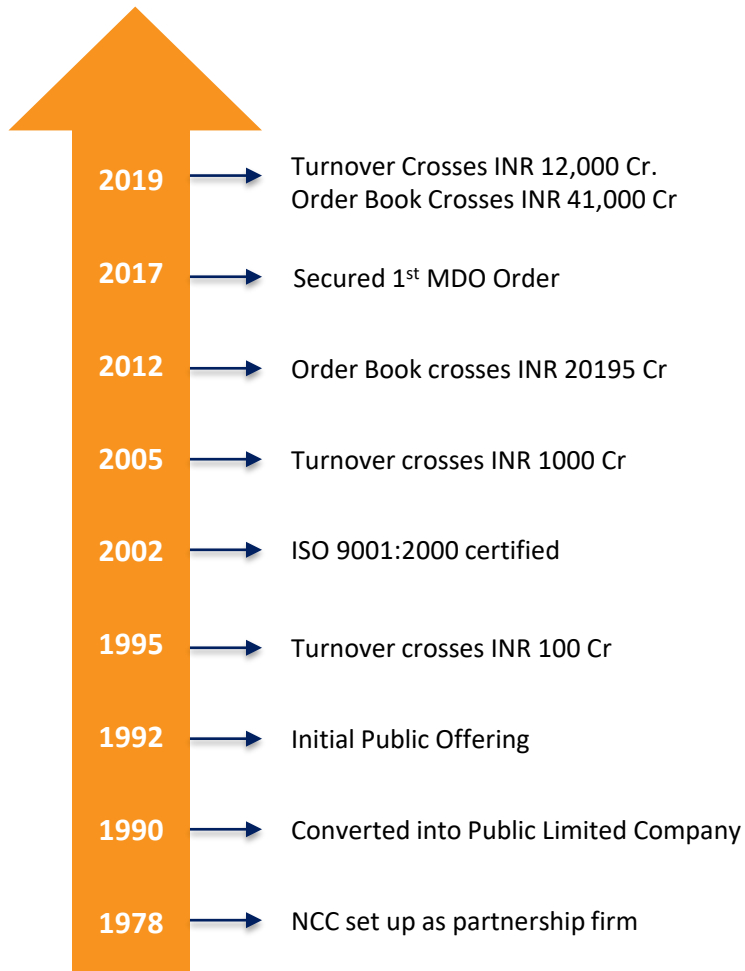 2019
Turnover Crosses INR 12,000 Cr.
Order Book Crosses INR 41,000 Cr
2017
Secured 1st MDO Order
2012
Order Book crosses INR 20195 Cr
2005
Turnover crosses INR 1000 Cr
2002
ISO 9001:2000 certified
1995
Turnover crosses INR 100 Cr
1992
Initial Public Offering
1990
Converted into Public Limited Company
1978
NCC set up as partnership firm